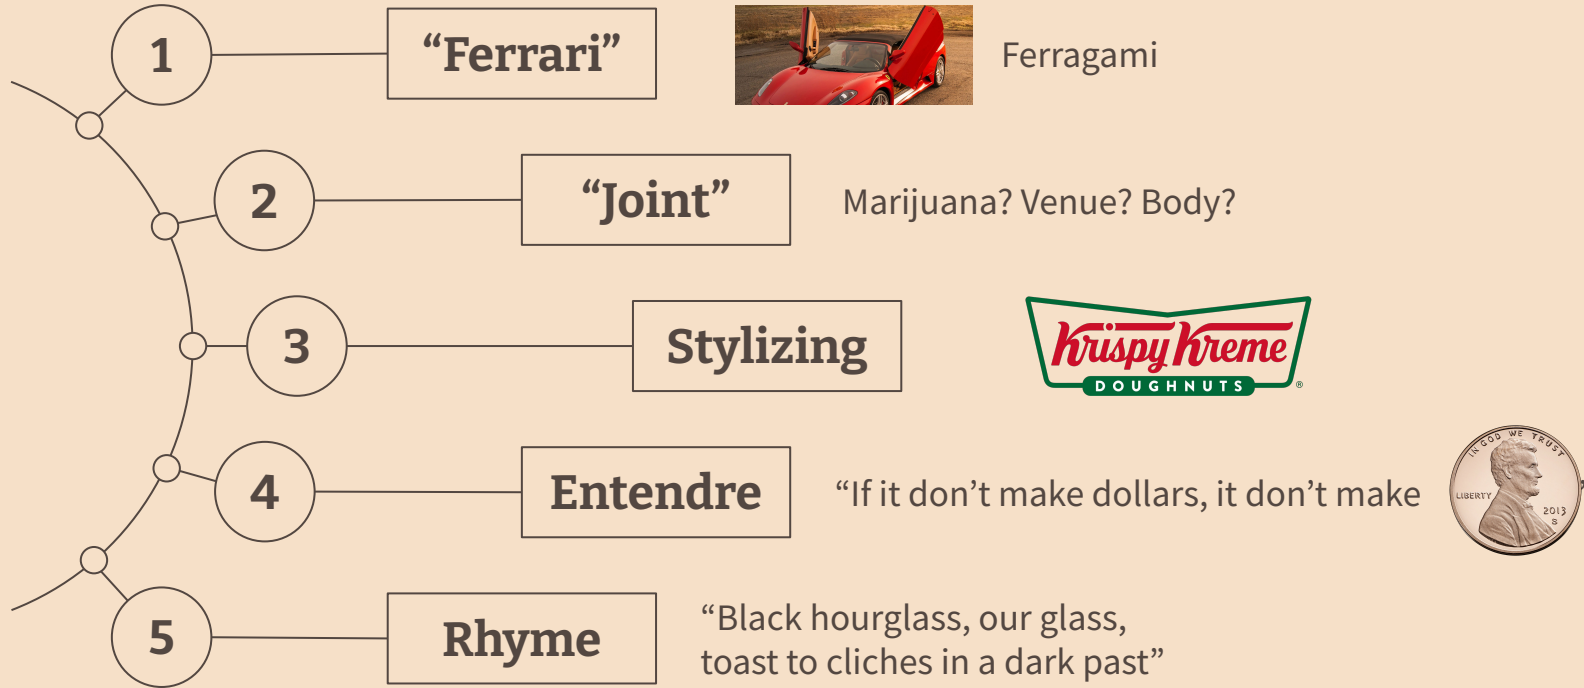 1
“Ferrari”
Ferragami
2
“Joint”
Marijuana? Venue? Body?
3
Stylizing
Krispy Kreme
DOUGHNUTS
®
4
Entendre
“If it don’t make dollars, it don’t make
IN GOD WE TRUST
LIBERTY
2013
S
”
5
Rhyme
“Black hourglass, our glass,
toast to cliches in a dark past”